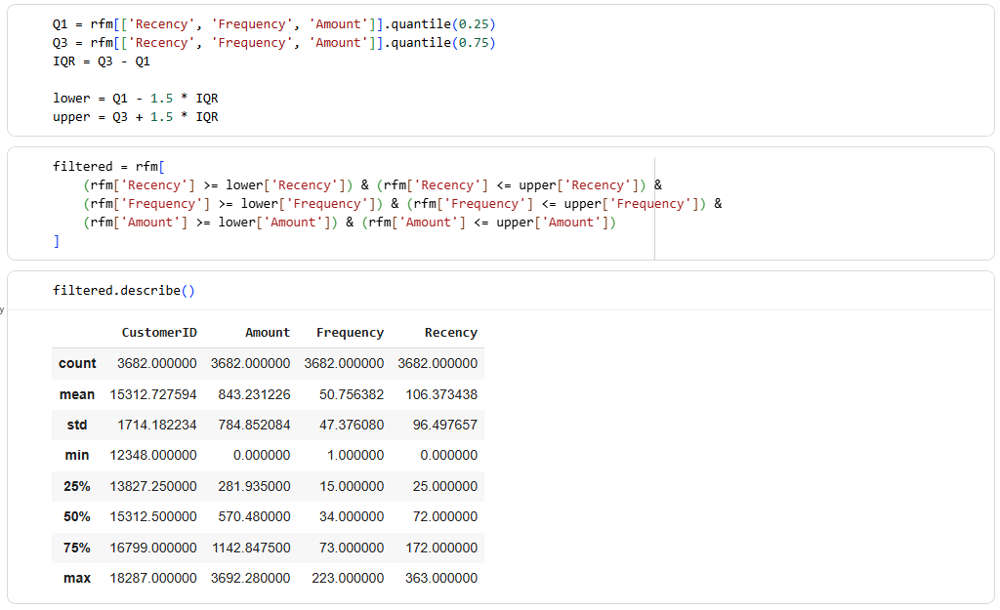 Q1 = rfm[['Recency', 'Frequency', 'Amount']].quantile(0.25)
Q3 = rfm[['Recency', 'Frequency', 'Amount']].quantile(0.75)
IQR = Q3 - Q1
lower = Q1 - 1.5 * IQR
upper = Q3 + 1.5 * IQR
filtered = rfm[
    (rfm['Recency'] >= lower['Recency']) & (rfm['Recency'] <= upper['Recency']) &
    (rfm['Frequency'] >= lower['Frequency']) & (rfm['Frequency'] <= upper['Frequency']) &
    (rfm['Amount'] >= lower['Amount']) & (rfm['Amount'] <= upper['Amount'])
]
filtered.describe()
y
CustomerID Amount Frequency Recency
count 3682.000000 3682.000000 3682.000000 3682.000000
mean 15312.727594 843.231226 50.756382 106.373438
std 1714.182234 784.852084 47.376080 96.497657
min 12348.000000 0.000000 1.000000 0.000000
25% 13827.250000 281.935000 15.000000 25.000000
50% 15312.500000 570.480000 34.000000 72.000000
75% 16799.000000 1142.847500 73.000000 172.000000
max 18287.000000 3692.280000 223.000000 363.000000